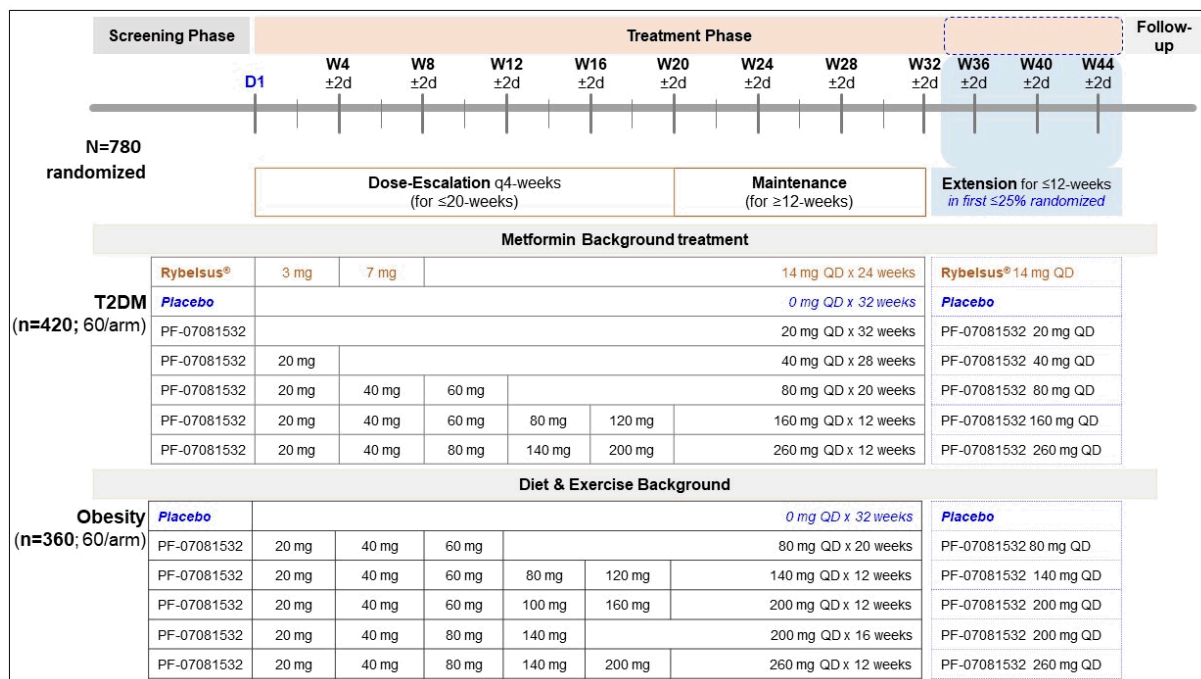 Screening Phase
Treatment Phase
Follow-
up
D1
W4
±2d
W8
±2d
W12
±2d
W16
±2d
W20
±2d
W24
±2d
W28
±2d
W32
±2d
W36
±2d
W40
±2d
W44
±2d
N=780
randomized
Dose-Escalation q4-weeks
(for ≤20-weeks)
Maintenance
(for ≥12-weeks)
Extension for ≤12-weeks
in first ≤25% randomized
Metformin Background treatment
T2DM
(n=420; 60/arm)
Rybelsus® 3 mg 7 mg 14 mg QD x 24 weeks Rybelsus® 14 mg QD
Placebo 0 mg QD x 32 weeks Placebo
PF-07081532 20 mg QD x 32 weeks PF-07081532 20 mg QD
PF-07081532 20 mg 40 mg QD x 28 weeks PF-07081532 40 mg QD
PF-07081532 20 mg 40 mg 60 mg 80 mg QD x 20 weeks PF-07081532 80 mg QD
PF-07081532 20 mg 40 mg 60 mg 80 mg 120 mg 160 mg QD x 12 weeks PF-07081532 160 mg QD
PF-07081532 20 mg 40 mg 80 mg 140 mg 200 mg 260 mg QD x 12 weeks PF-07081532 260 mg QD
Diet & Exercise Background
Obesity
(n=360; 60/arm)
Placebo 0 mg QD x 32 weeks Placebo
PF-07081532 20 mg 40 mg 60 mg 80 mg QD x 20 weeks PF-07081532 80 mg QD
PF-07081532 20 mg 40 mg 60 mg 80 mg 120 mg 140 mg QD x 12 weeks PF-07081532 140 mg QD
PF-07081532 20 mg 40 mg 60 mg 100 mg 160 mg 200 mg QD x 12 weeks PF-07081532 200 mg QD
PF-07081532 20 mg 40 mg 80 mg 140 mg 200 mg QD x 16 weeks PF-07081532 200 mg QD
PF-07081532 20 mg 40 mg 80 mg 140 mg 200 mg 260 mg QD x 12 weeks PF-07081532 260 mg QD